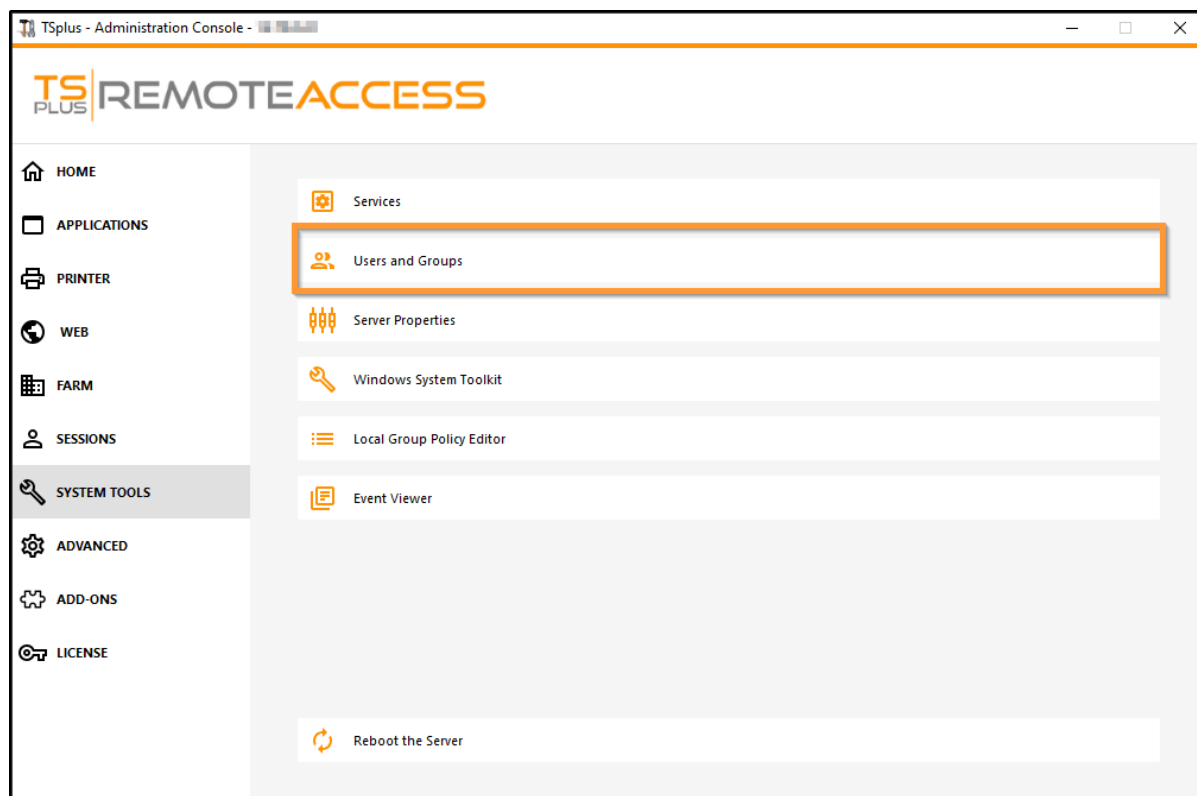 TSplus - Administration Console -
TS PLUS REMOTEACCESS
HOME
APPLICATIONS
PRINTER
WEB
FARM
SESSIONS
SYSTEM TOOLS
ADVANCED
ADD-ONS
LICENSE
Services
Users and Groups
Server Properties
Windows System Toolkit
Local Group Policy Editor
Event Viewer
Reboot the Server